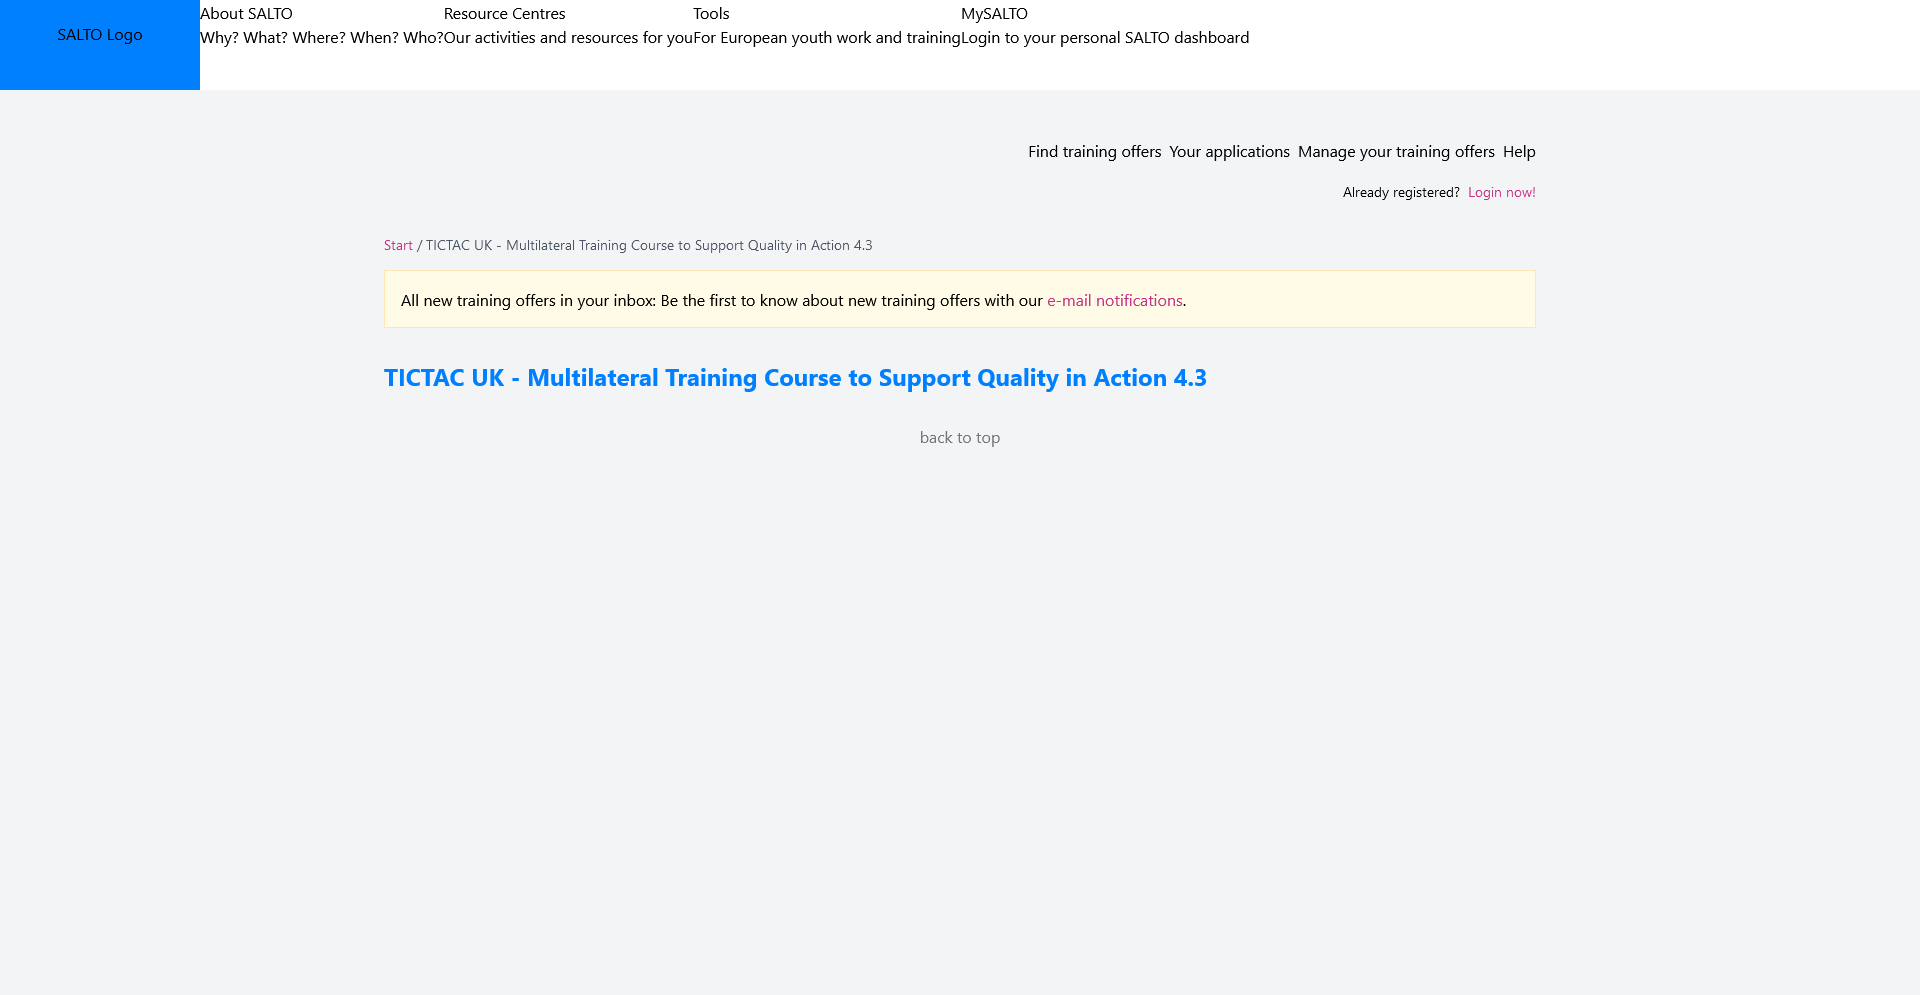 SALTO Logo
About SALTO
Why? What? Where? When? Who?
Resource Centres
Our activities and resources for you
Tools
For European youth work and training
MySALTO
Login to your personal SALTO dashboard
Find training offers Your applications Manage your training offers Help
Already registered? Login now!
Start / TICTAC UK - Multilateral Training Course to Support Quality in Action 4.3
All new training offers in your inbox: Be the first to know about new training offers with our e-mail notifications.
TICTAC UK - Multilateral Training Course to Support Quality in Action 4.3
back to top